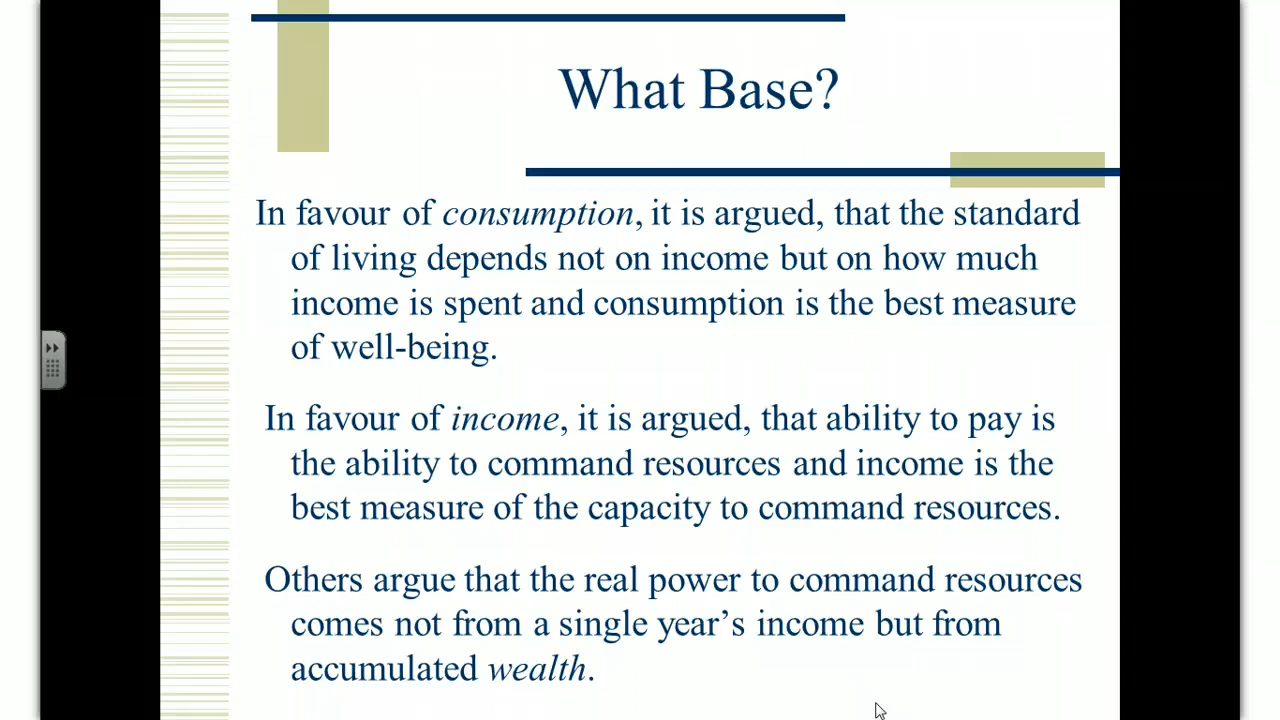 What Base?
In favour of consumption, it is argued, that the standard
of living depends not on income but on how much
income is spent and consumption is the best measure
of well-being.
In favour of income, it is argued, that ability to pay is
the ability to command resources and income is the
best measure of the capacity to command resources.
Others argue that the real power to command resources
comes not from a single year’s income but from
accumulated wealth.